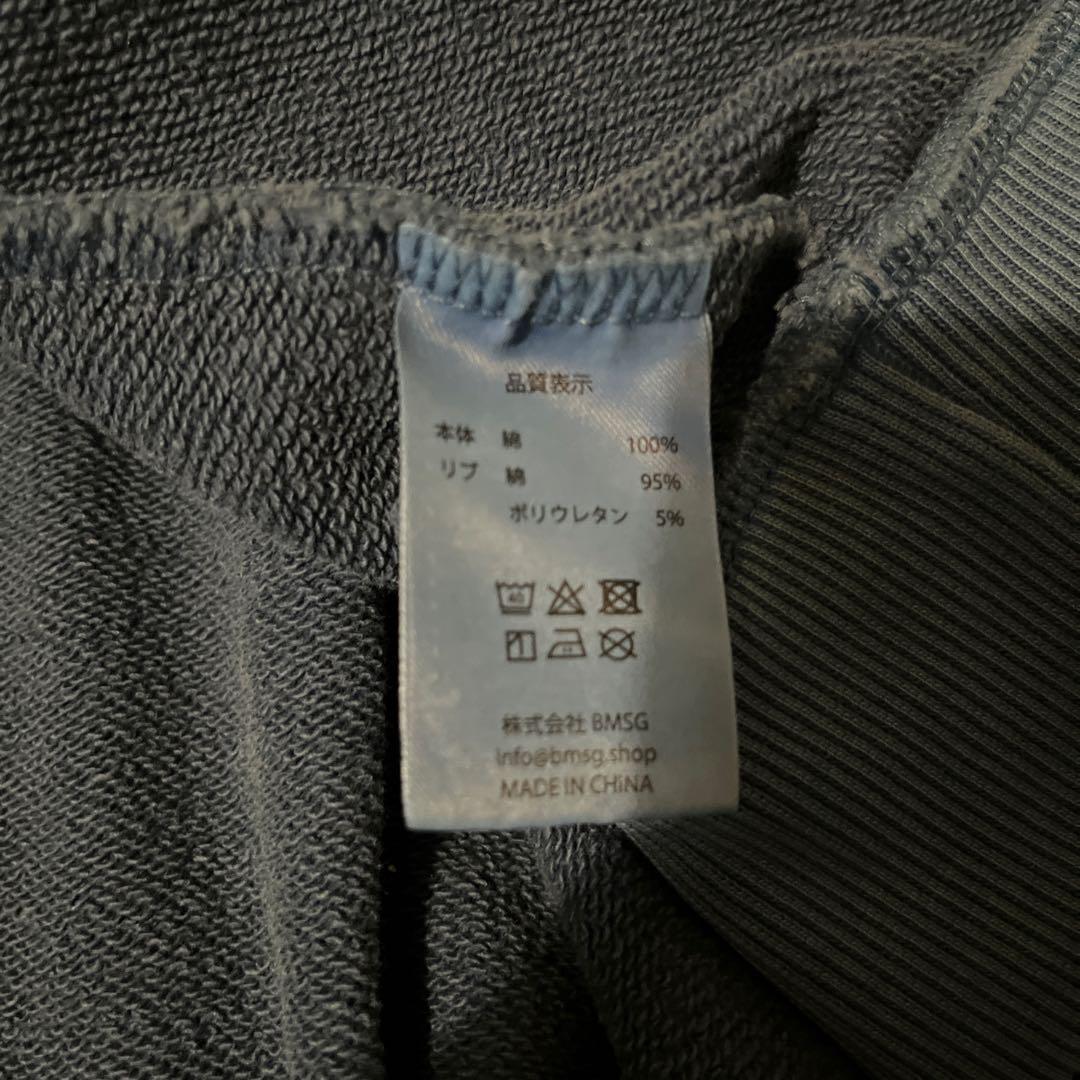 品質表示
本体 綿 100%
リブ 綿 95%
ポリウレタン 5%
40
株式会社 BMSG
info@bmsg.shop
MADE IN CHiNA